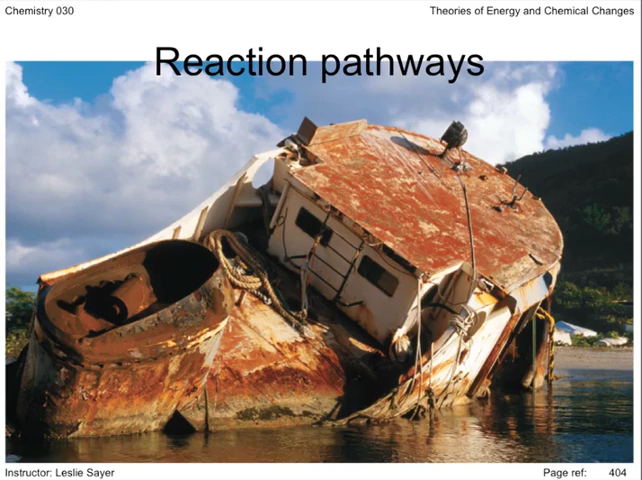 Chemistry 030
Theories of Energy and Chemical Changes
Reaction pathways
Instructor: Leslie Sayer
Page ref: 404